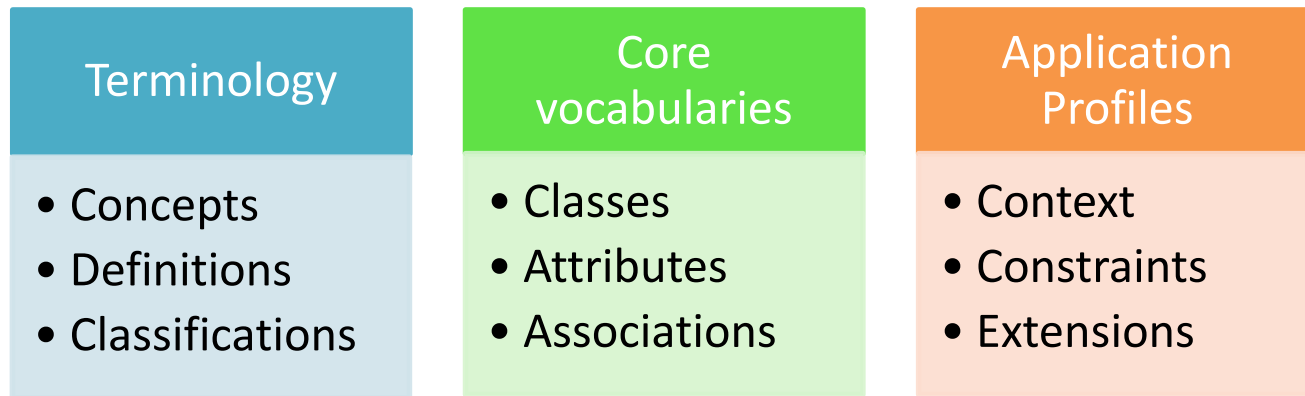 Terminology
• Concepts
• Definitions
• Classifications
Core
vocabularies
• Classes
• Attributes
• Associations
Application
Profiles
• Context
• Constraints
• Extensions